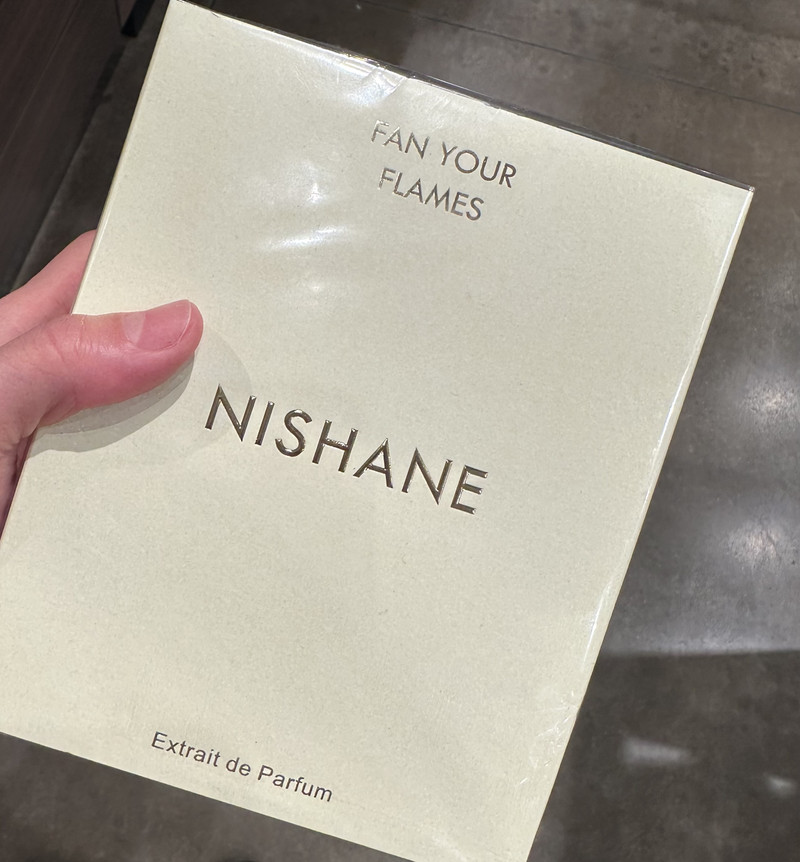 FAN YOUR
FLAMES
NISHANE
Extrait de Parfum